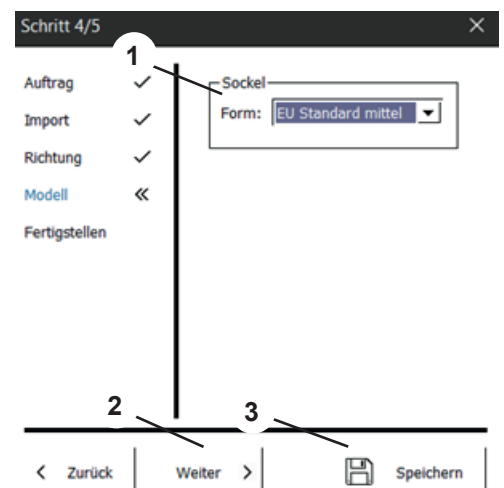 Schritt 4/5
1
Auftrag
Import
Richtung
Modell
Fertigstellen
Sockel
Form: EU Standard mittel
2
3
Zurück
Weiter
Speichern